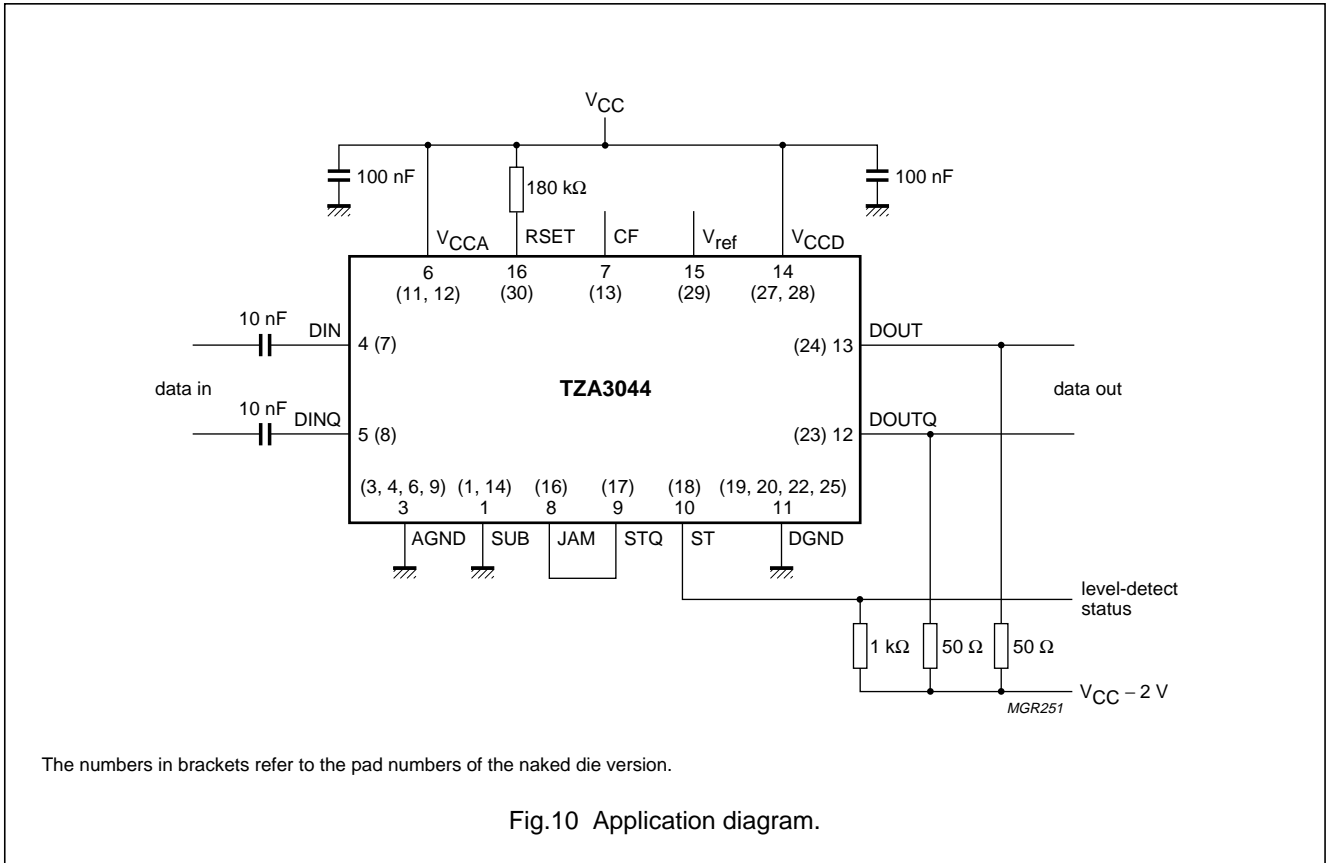 VCC
100 nF
180 kΩ
100 nF
VCCA
RSET
CF
Vref
VCCD
6
16
7
15
14
(11, 12)
(30)
(13)
(29)
(27, 28)
10 nF
DIN
4 (7)
(24) 13
DOUT
data in
TZA3044
data out
10 nF
DINQ
5 (8)
(23) 12
DOUTQ
(3, 4, 6, 9)
(1, 14)
(16)
(17)
(18)
(19, 20, 22, 25)
3
1
8
9
10
11
AGND
SUB
JAM
STQ
ST
DGND
level-detect
status
1 kΩ
50 Ω
50 Ω
VCC − 2 V
MGR251
The numbers in brackets refer to the pad numbers of the naked die version.
Fig.10 Application diagram.